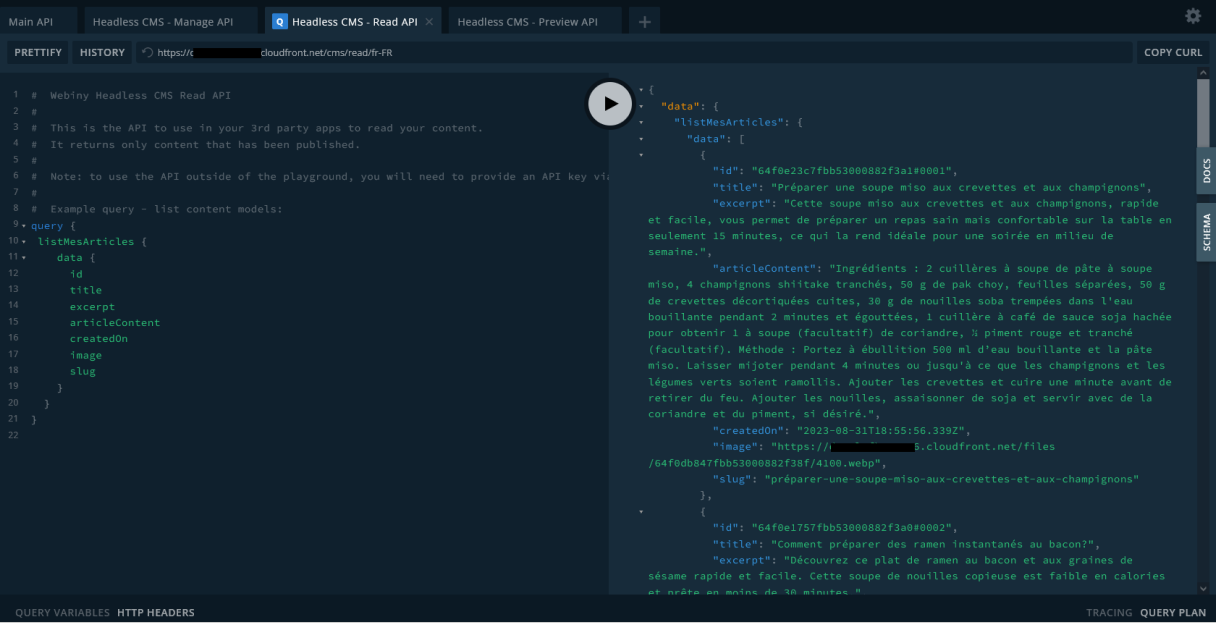 Main API
Headless CMS - Manage API
Q Headless CMS - Read API ×
Headless CMS - Preview API
+
PRETTIFY
HISTORY
https://c cloudfront.net/cms/read/fr-FR
COPY CURL
1 # Webiny Headless CMS Read API
2 #
3 # This is the API to use in your 3rd party apps to read your content.
4 # It returns only content that has been published.
5 #
6 # Note: to use the API outside of the playground, you will need to provide an API key via
7 #
8 # Example query - list content models:
9 query {
10 listMesArticles {
11 data {
12 id
13 title
14 excerpt
15 articleContent
16 createdOn
17 image
18 slug
19 }
20 }
21 }
22
{
"data": {
"listMesArticles": {
"data": [
{
"id": "64f0e23c7fbb53000882f3a1#0001",
"title": "Préparer une soupe miso aux crevettes et aux champignons",
"excerpt": "Cette soupe miso aux crevettes et aux champignons, rapide
et facile, vous permet de préparer un repas sain mais confortable sur la table en
seulement 15 minutes, ce qui la rend idéale pour une soirée en milieu de
semaine.",
"articleContent": "Ingrédients : 2 cuillères à soupe de pâte à soupe
miso, 4 champignons shiitake tranchés, 50 g de pak choy, feuilles séparées, 50 g
de crevettes décortiquées cuites, 30 g de nouilles soba trempées dans l'eau
bouillante pendant 2 minutes et égouttées, 1 cuillère à café de sauce soja hachée
pour obtenir 1 à soupe (facultatif) de coriandre, piment rouge et tranché
(facultatif). Méthode : Portez à ébullition 500 ml d'eau bouillante et la pâte
miso. Laisser mijoter pendant 4 minutes ou jusqu'à ce que les champignons et les
légumes verts soient ramollis. Ajouter les crevettes et cuire une minute avant de
retirer du feu. Ajouter les nouilles, assaisonner de soja et servir avec de la
coriandre et du piment, si désiré.",
"createdOn": "2023-08-31T18:55:56.339Z",
"image": "https:// .cloudfront.net/files
/64f0db847fbb53000882f38f/4100.webp",
"slug": "préparer-une-soupe-miso-aux-crevettes-et-aux-champignons"
},
{
"id": "64f0e1757fbb53000882f3a0#0002",
"title": "Comment préparer des ramen instantanés au bacon?",
"excerpt": "Découvrez ce plat de ramen au bacon et aux graines de
sésame rapide et facile. Cette soupe de nouilles copieuse est faible en calories
et prête en moins de 30 minutes."
DOCS
SCHEMA
QUERY VARIABLES
HTTP HEADERS
TRACING
QUERY PLAN